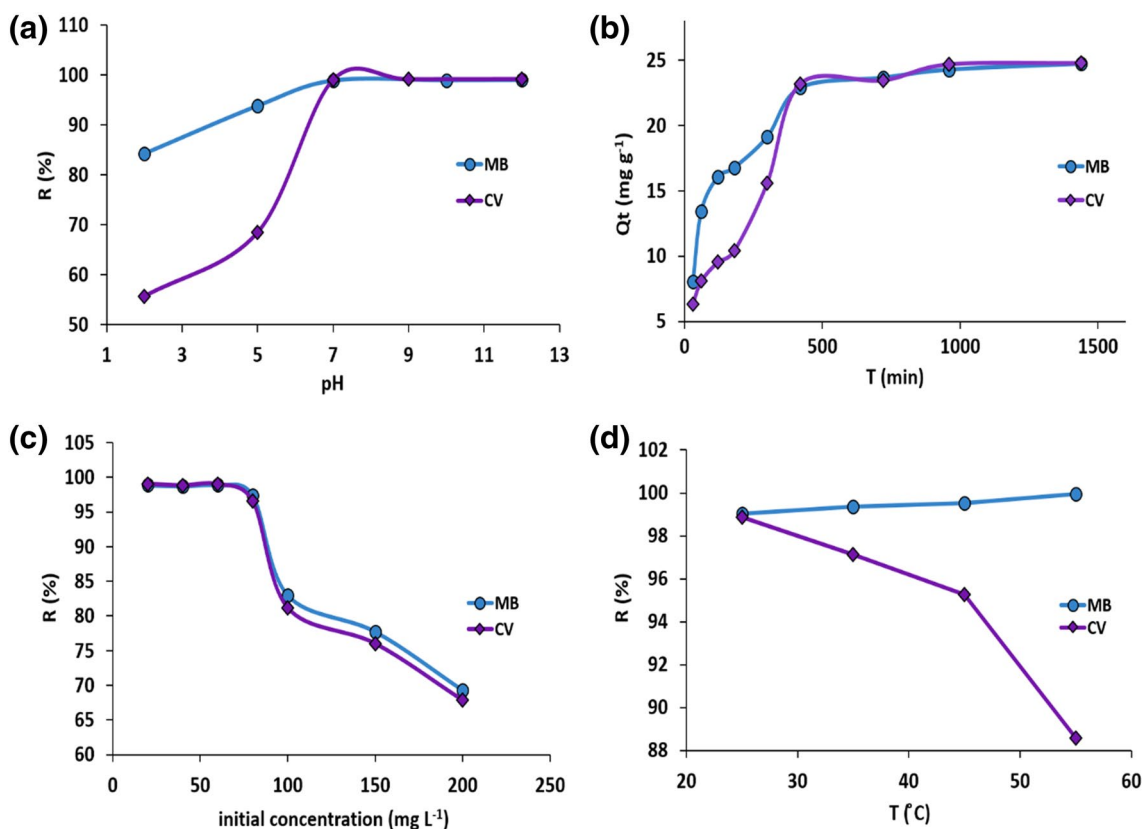 (a)
110
100
90
80
70
60
50
R (%)
1 3 5 7 9 11 13
pH
MB
CV
(b)
25
20
15
10
5
Qt (mg g⁻¹)
0 500 1000 1500
T (min)
MB
CV
(c)
105
100
95
90
85
80
75
70
65
60
R (%)
0 50 100 150 200 250
initial concentration (mg L⁻¹)
MB
CV
(d)
102
100
98
96
94
92
90
88
R (%)
20 30 40 50 60
T (°C)
MB
CV